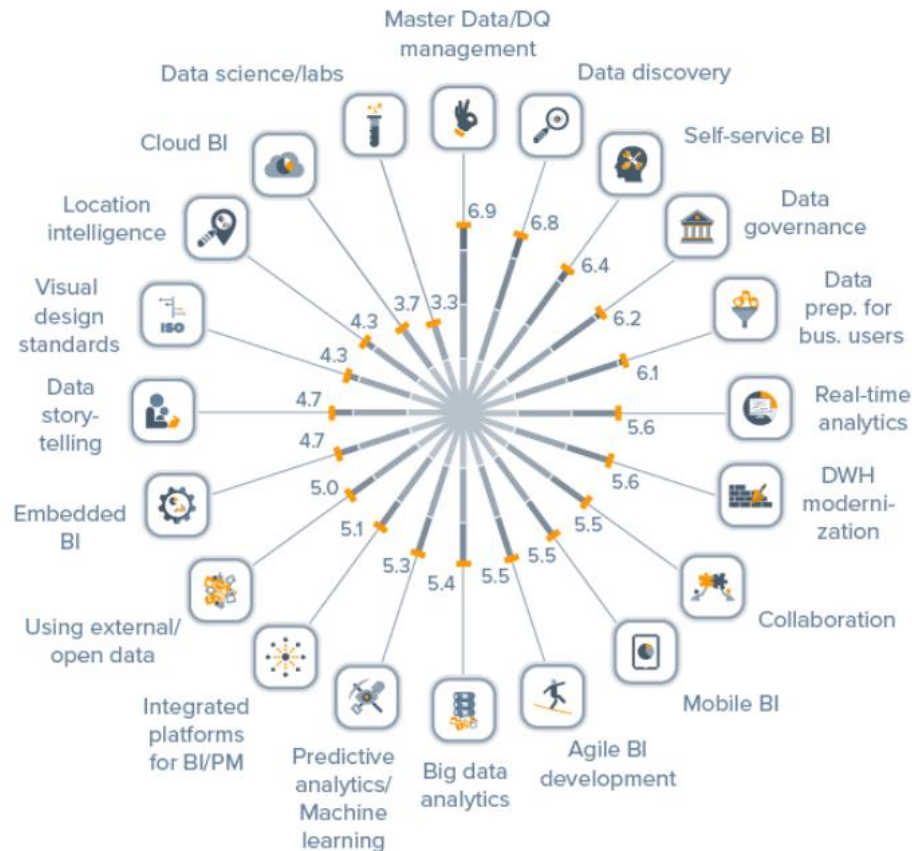 Master Data/DQ
management
Data discovery
Self-service BI
Data
governance
Data
prep. for
bus. users
Real-time
analytics
DWH
moderni-
zation
Collaboration
Mobile BI
Agile BI
development
Big data
analytics
Predictive
analytics/
Machine
learning
Integrated
platforms
for BI/PM
Using external/
open data
Embedded
BI
Data
story-
telling
Visual
design
standards
ISO
Location
intelligence
Cloud BI
Data science/labs
6.9
6.8
6.4
6.2
6.1
5.6
5.6
5.5
5.5
5.5
5.4
5.3
5.1
5.0
4.7
4.7
4.3
4.3
3.7
3.3